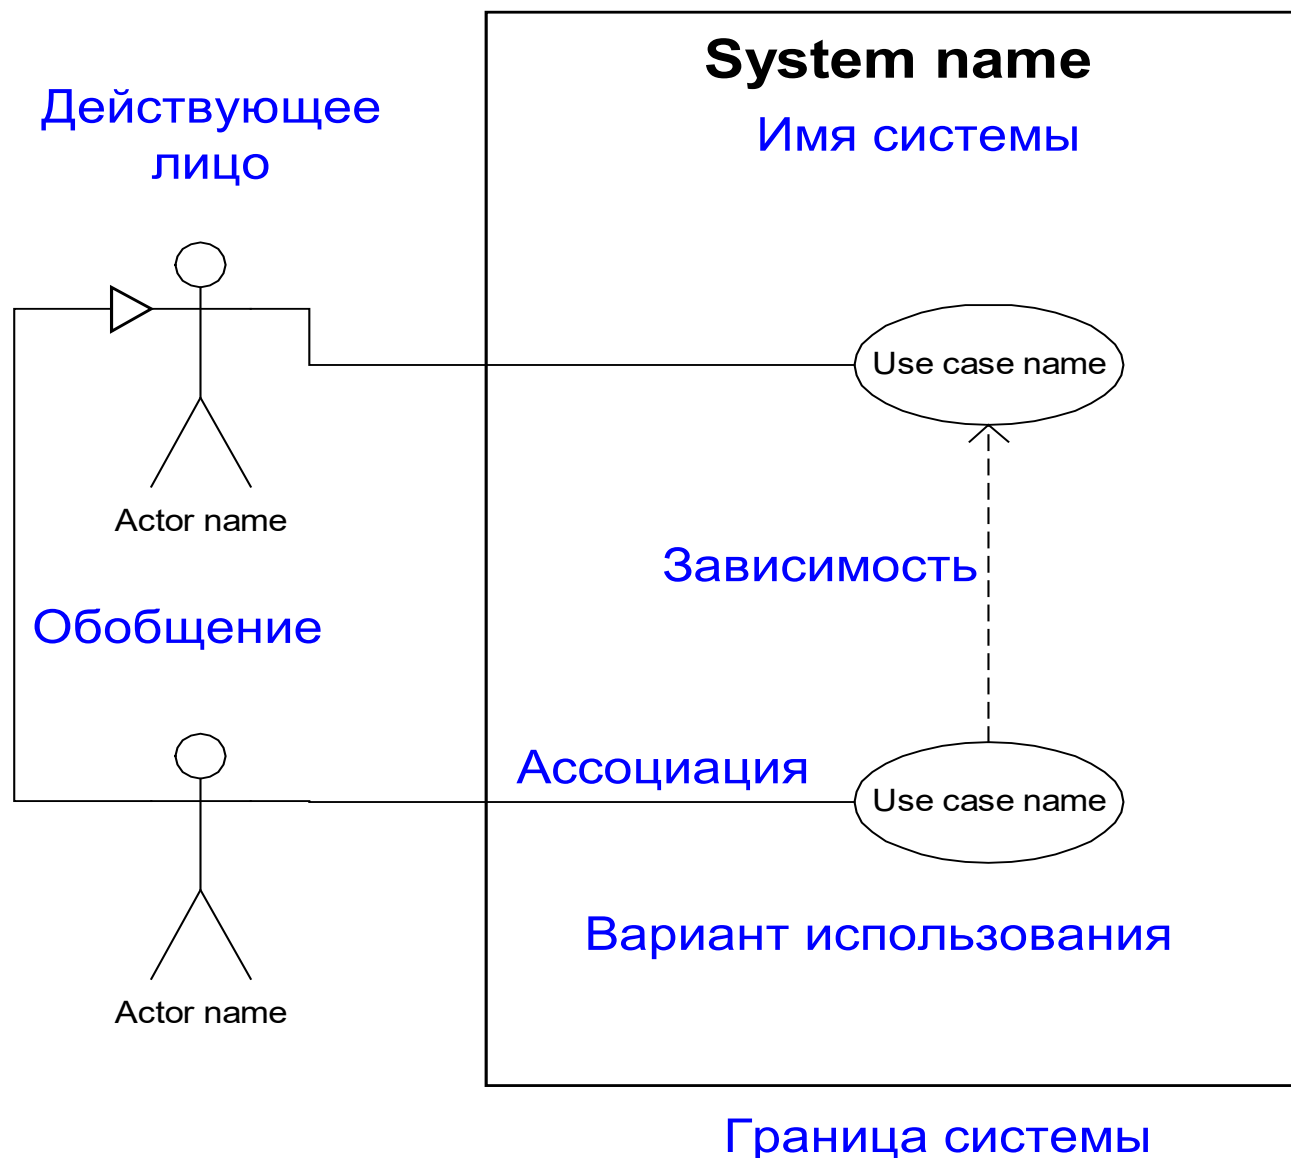 System name
Имя системы
Действующее
лицо
Use case name
Actor name
Зависимость
Обобщение
Ассоциация
Use case name
Вариант использования
Actor name
Граница системы